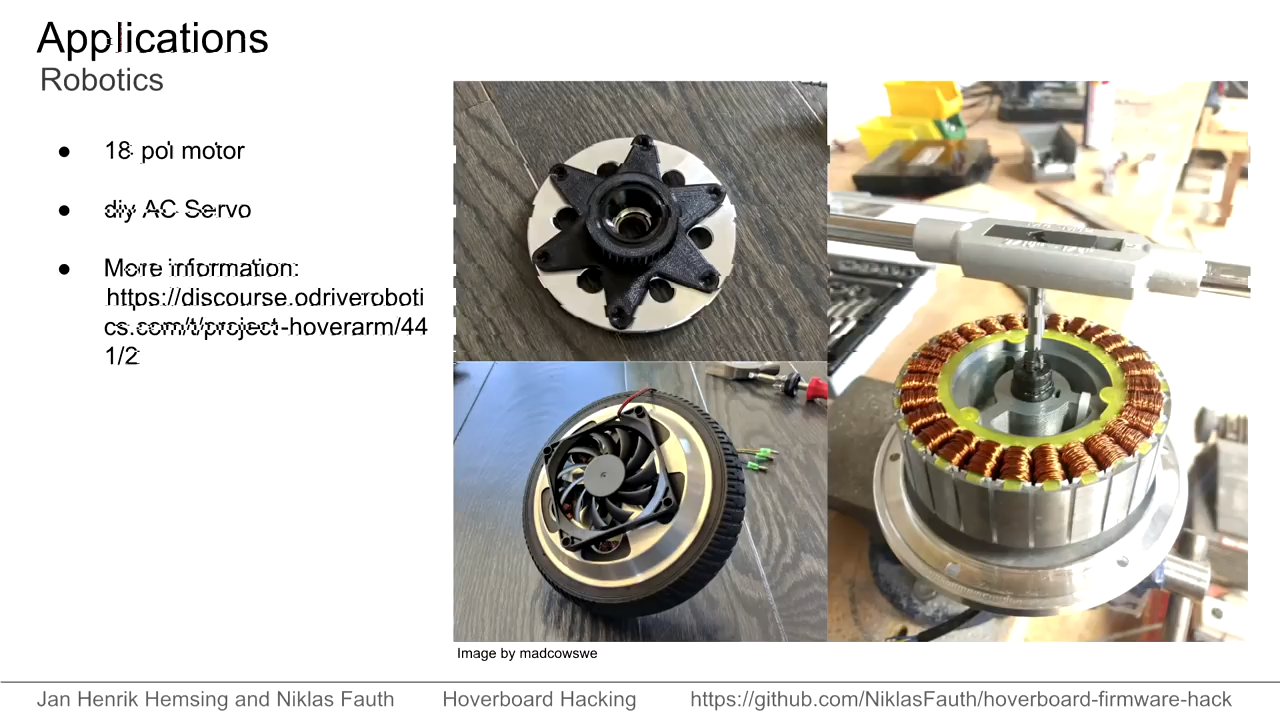 Applications
Robotics
● 18 pol motor
● diy AC Servo
● More information:
https://discourse.odriveroboti
cs.com/t/project-hoverarm/44
1/2
Image by madcowswe
Jan Henrik Hemsing and Niklas Fauth Hoverboard Hacking https://github.com/NiklasFauth/hoverboard-firmware-hack